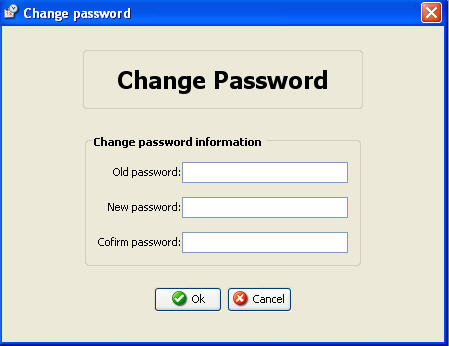 Change password
Change Password
Change password information
Old password:
New password:
Cofirm password:
Ok Cancel